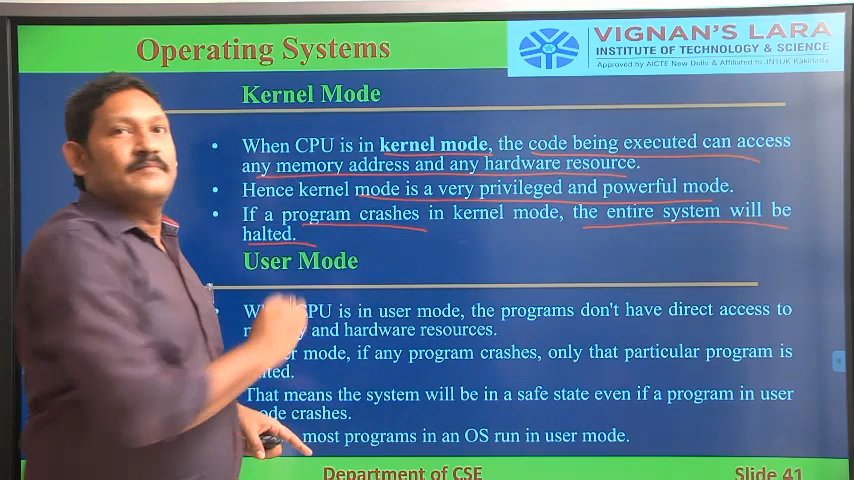 Operating Systems
VIGNAN'S LARA
INSTITUTE OF TECHNOLOGY & SCIENCE
Approved by AICTE New Delhi & Affiliated to JNTUK Kakinada
Kernel Mode
• When CPU is in kernel mode, the code being executed can access
any memory address and any hardware resource.
• Hence kernel mode is a very privileged and powerful mode.
• If a program crashes in kernel mode, the entire system will be
halted.
User Mode
CPU is in user mode, the programs don't have direct access to
and hardware resources.
mode, if any program crashes, only that particular program is
That means the system will be in a safe state even if a program in user
crashes.
most programs in an OS run in user mode.
Department of CSE
Slide 41